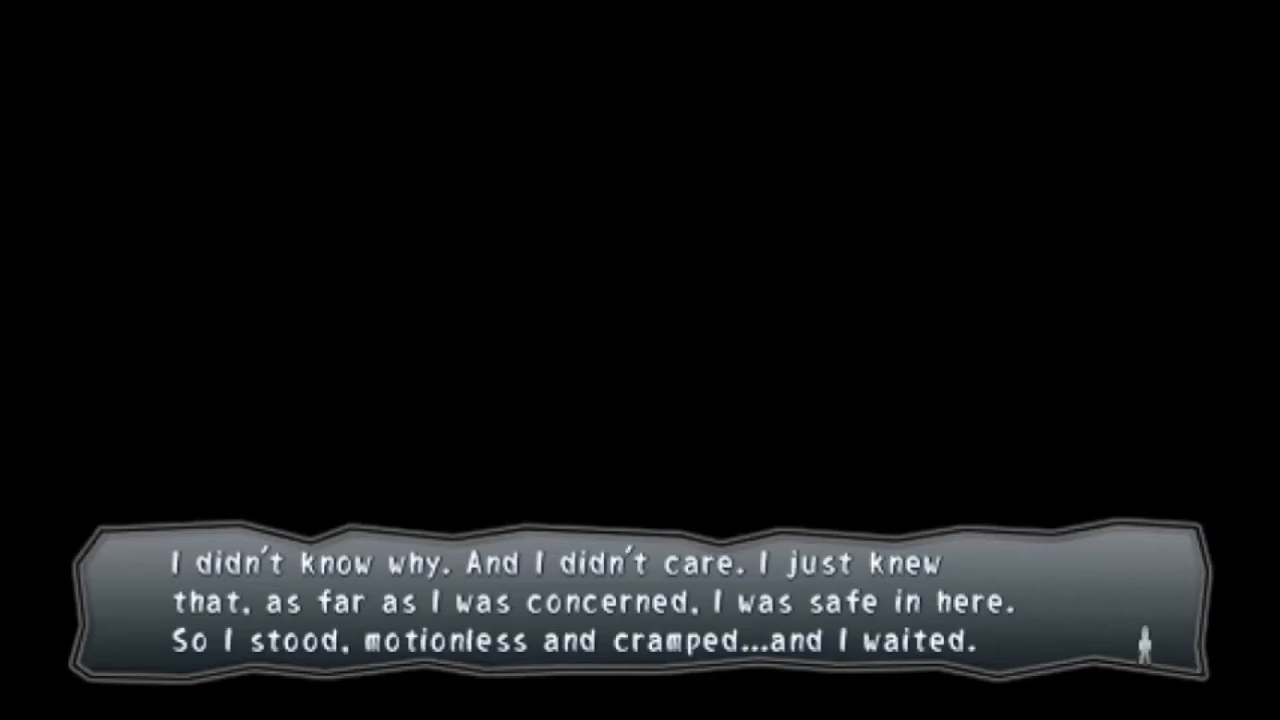 I didn't know why. And I didn't care. I just knew
that, as far as I was concerned, I was safe in here.
So I stood, motionless and cramped...and I waited.